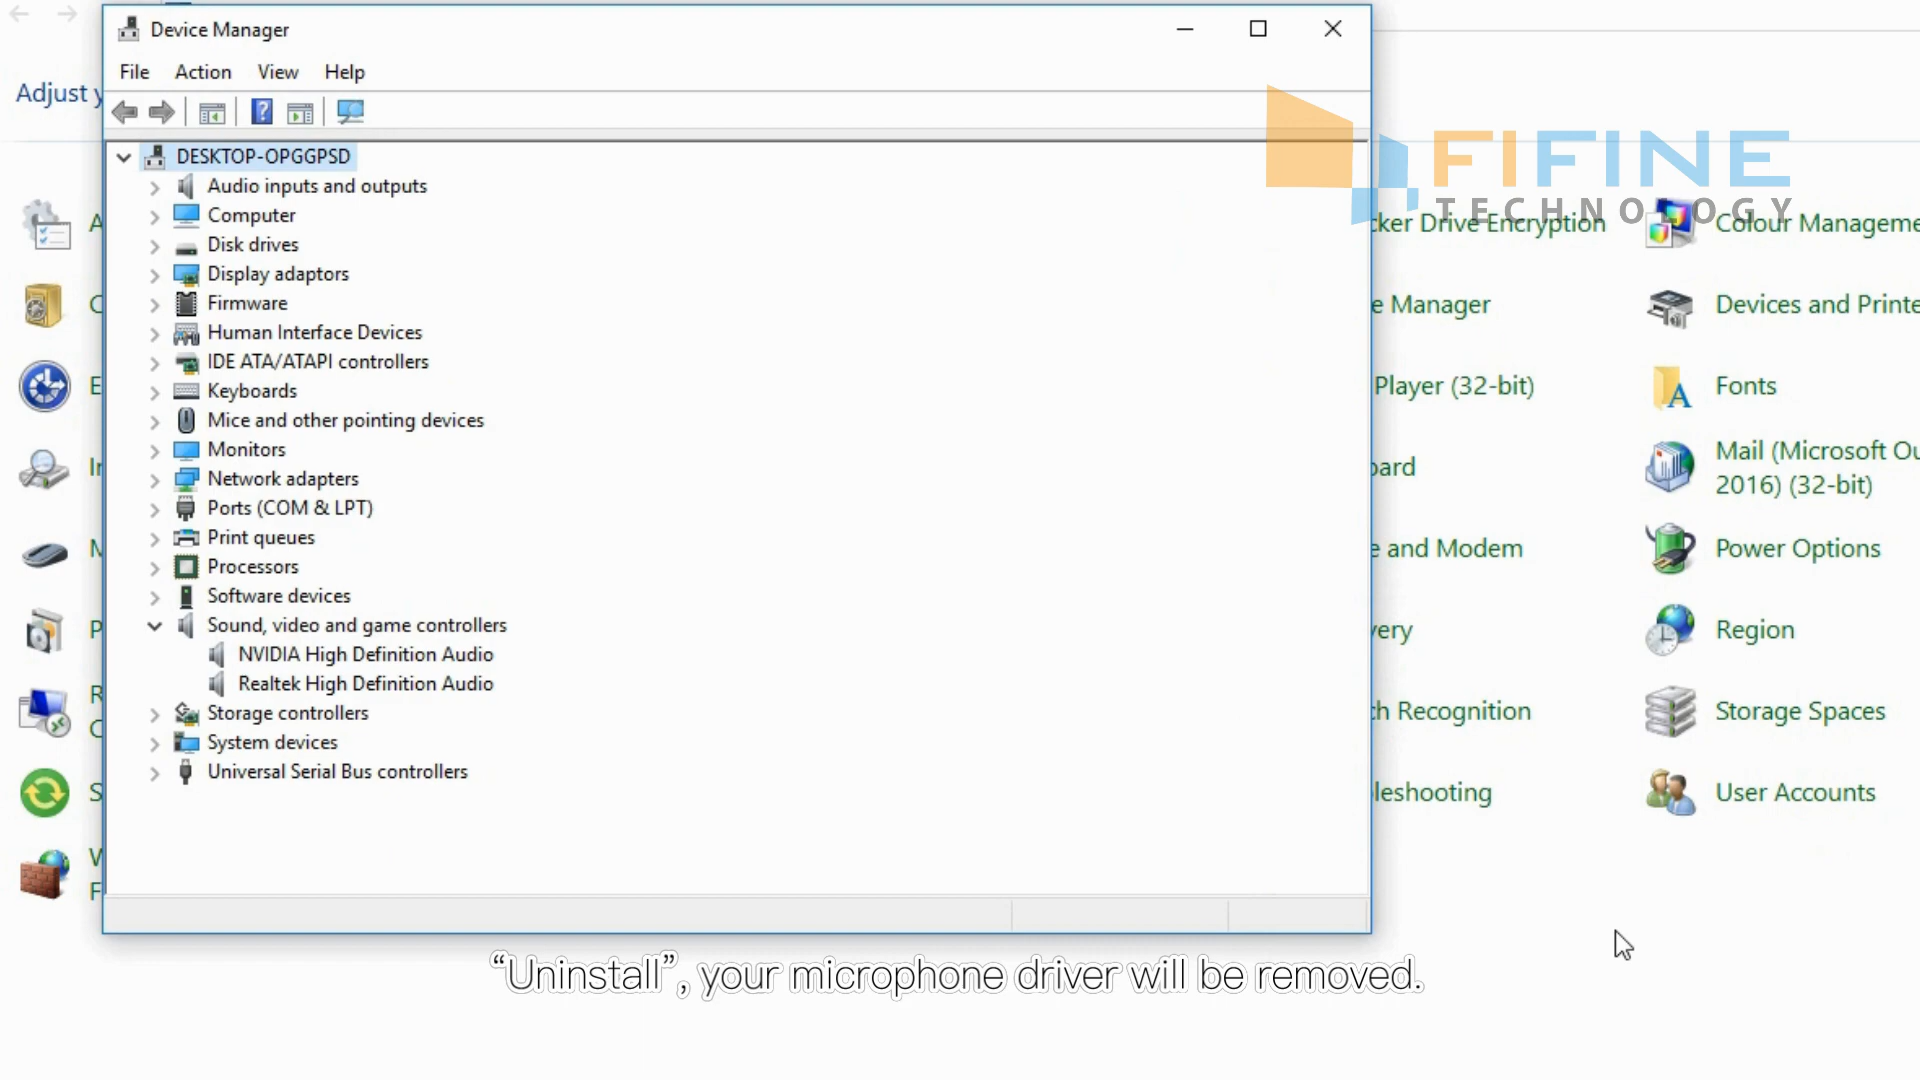 Device Manager
File Action View Help
Adjust
DESKTOP-OPGGPSD
Audio inputs and outputs
Computer
Disk drives
Display adaptors
Firmware
Human Interface Devices
IDE ATA/ATAPI controllers
Keyboards
Mice and other pointing devices
Monitors
Network adapters
Ports (COM & LPT)
Print queues
Processors
Software devices
Sound, video and game controllers
NVIDIA High Definition Audio
Realtek High Definition Audio
Storage controllers
System devices
Universal Serial Bus controllers
FIFINE
TECHNOLOGY
cker Drive Encryption
Colour Manageme
e Manager
Devices and Printe
Player (32-bit)
Fonts
oard
Mail (Microsoft Ou
2016) (32-bit)
e and Modem
Power Options
very
Region
ch Recognition
Storage Spaces
leshooting
User Accounts
“Uninstall”, your microphone driver will be removed.